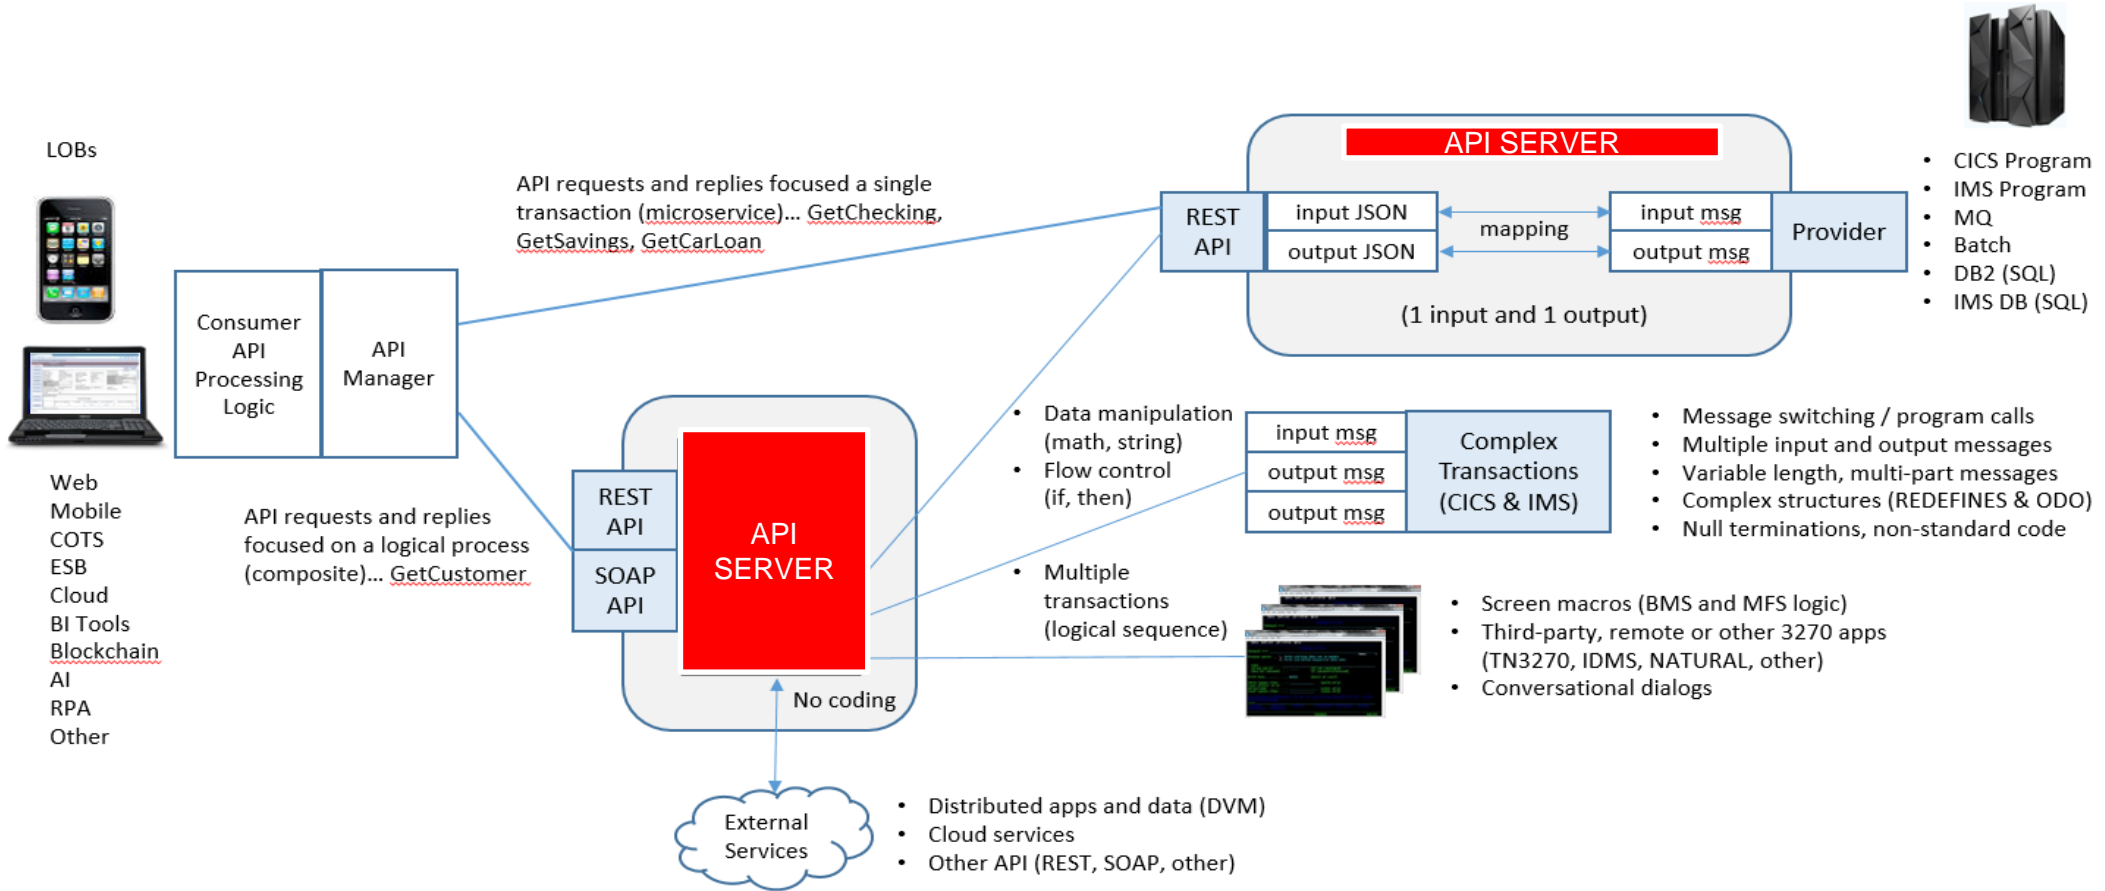 LOBs
Web
Mobile
COTS
ESB
Cloud
BI Tools
Blockchain
AI
RPA
Other
Consumer
API
Processing
Logic
API
Manager
API requests and replies focused a single
transaction (microservice)... GetChecking,
GetSavings, GetCarLoan
API requests and replies
focused on a logical process
(composite)... GetCustomer
REST
API
SOAP
API
API
SERVER
No coding
External
Services
• Distributed apps and data (DVM)
• Cloud services
• Other API (REST, SOAP, other)
• Data manipulation
(math, string)
• Flow control
(if, then)
• Multiple
transactions
(logical sequence)
API SERVER
REST
API
input JSON
output JSON
mapping
input msg
output msg
Provider
(1 input and 1 output)
• CICS Program
• IMS Program
• MQ
• Batch
• DB2 (SQL)
• IMS DB (SQL)
input msg
output msg
output msg
Complex
Transactions
(CICS & IMS)
• Message switching / program calls
• Multiple input and output messages
• Variable length, multi-part messages
• Complex structures (REDEFINES & ODO)
• Null terminations, non-standard code
• Screen macros (BMS and MFS logic)
• Third-party, remote or other 3270 apps
(TN3270, IDMS, NATURAL, other)
• Conversational dialogs